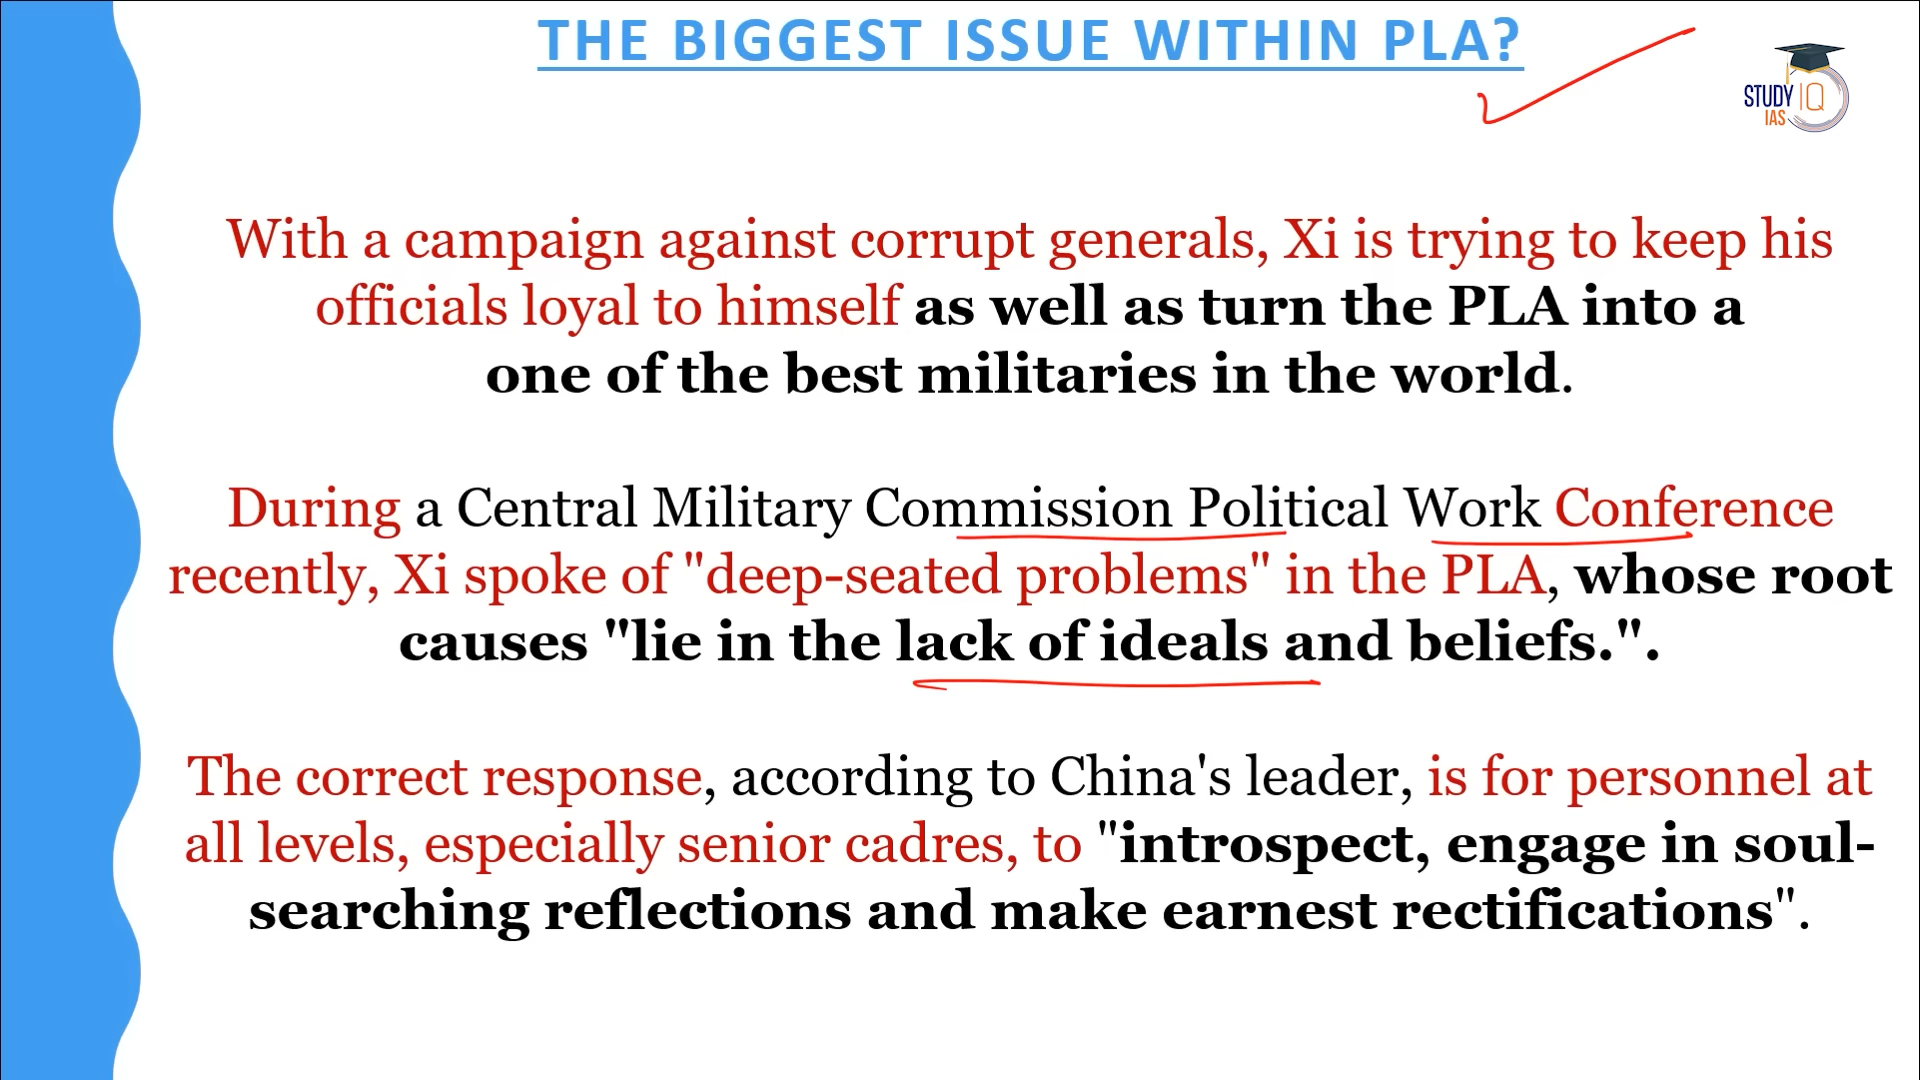 THE BIGGEST ISSUE WITHIN PLA?
STUDY IQ
IAS
With a campaign against corrupt generals, Xi is trying to keep his
officials loyal to himself as well as turn the PLA into a
one of the best militaries in the world.
During a Central Military Commission Political Work Conference
recently, Xi spoke of "deep-seated problems" in the PLA, whose root
causes "lie in the lack of ideals and beliefs.".
The correct response, according to China's leader, is for personnel at
all levels, especially senior cadres, to "introspect, engage in soul-
searching reflections and make earnest rectifications".